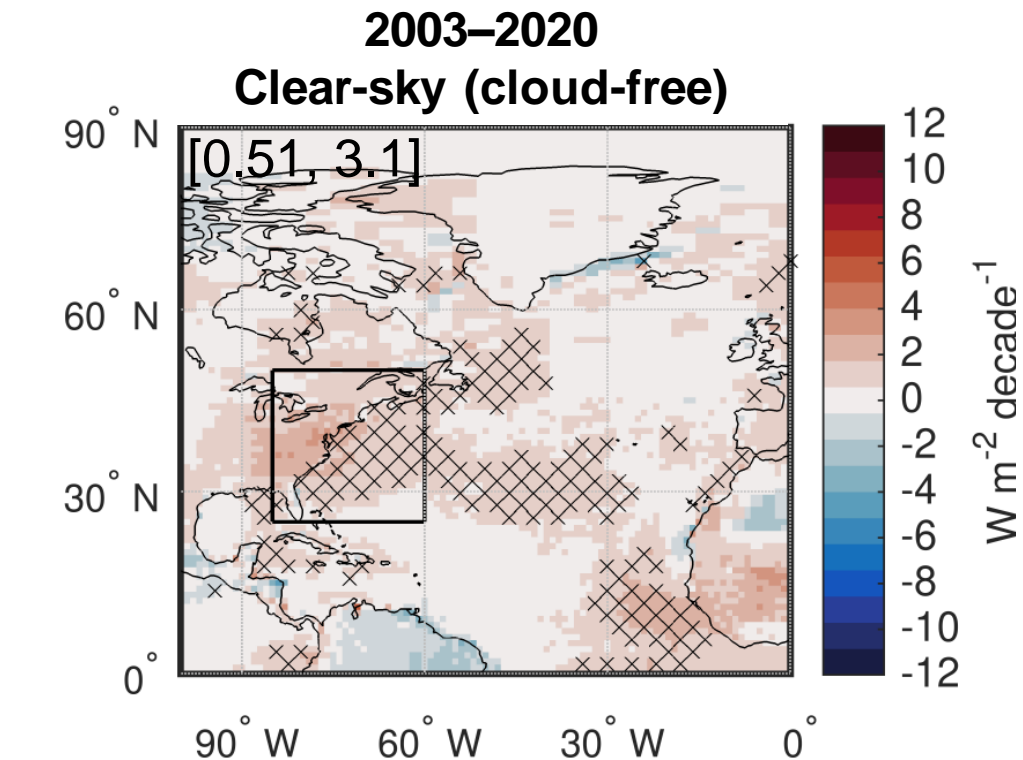 2003–2020
Clear-sky (cloud-free)
[0.51, 3.1]
90° N
60° N
30° N
0°
90° W
60° W
30° W
0°
12
10
8
6
4
2
0
-2
-4
-6
-8
-10
-12
W m-2 decade-1